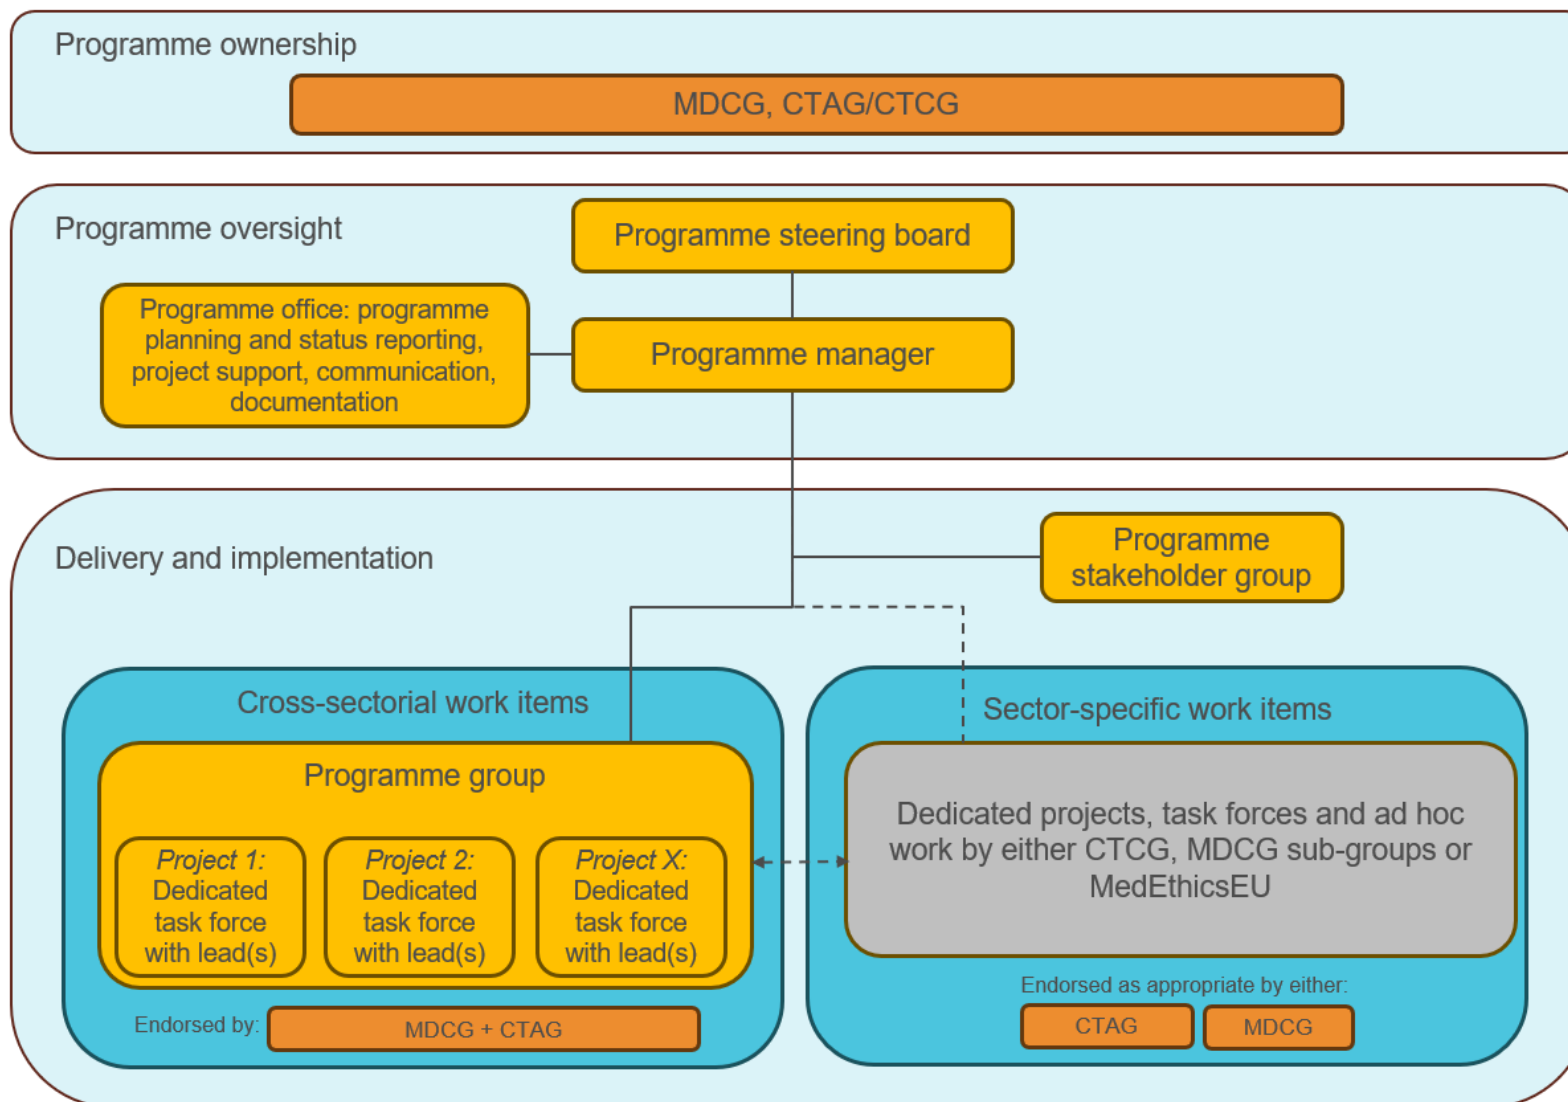 Programme ownership
MDCG, CTAG/CTCG
Programme oversight
Programme steering board
Programme office: programme
planning and status reporting,
project support, communication,
documentation
Programme manager
Delivery and implementation
Programme
stakeholder group
Cross-sectorial work items
Programme group
Project 1:
Dedicated
task force
with lead(s)
Project 2:
Dedicated
task force
with lead(s)
Project X:
Dedicated
task force
with lead(s)
Endorsed by:
MDCG + CTAG
Sector-specific work items
Dedicated projects, task forces and ad hoc
work by either CTCG, MDCG sub-groups or
MedEthicsEU
Endorsed as appropriate by either:
CTAG
MDCG